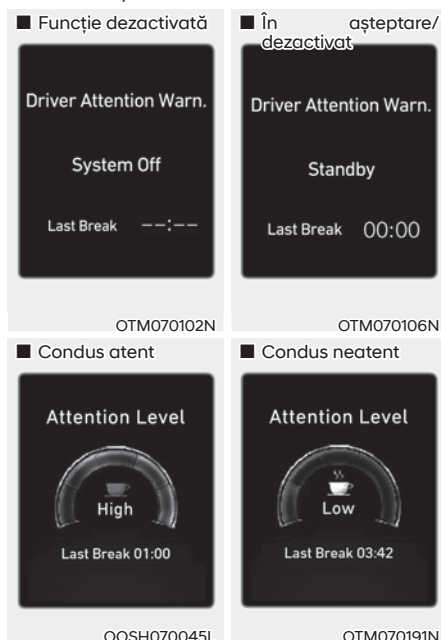 ■ Funcție dezactivată
Driver Attention Warn.
System Off
Last Break --:--
OTM070102N
■ În așteptare/
dezactivat
Driver Attention Warn.
Standby
Last Break 00:00
OTM070106N
■ Condus atent
Attention Level
High
Last Break 01:00
OOSH070045L
■ Condus neatent
Attention Level
Low
Last Break 03:42
OTM070191N